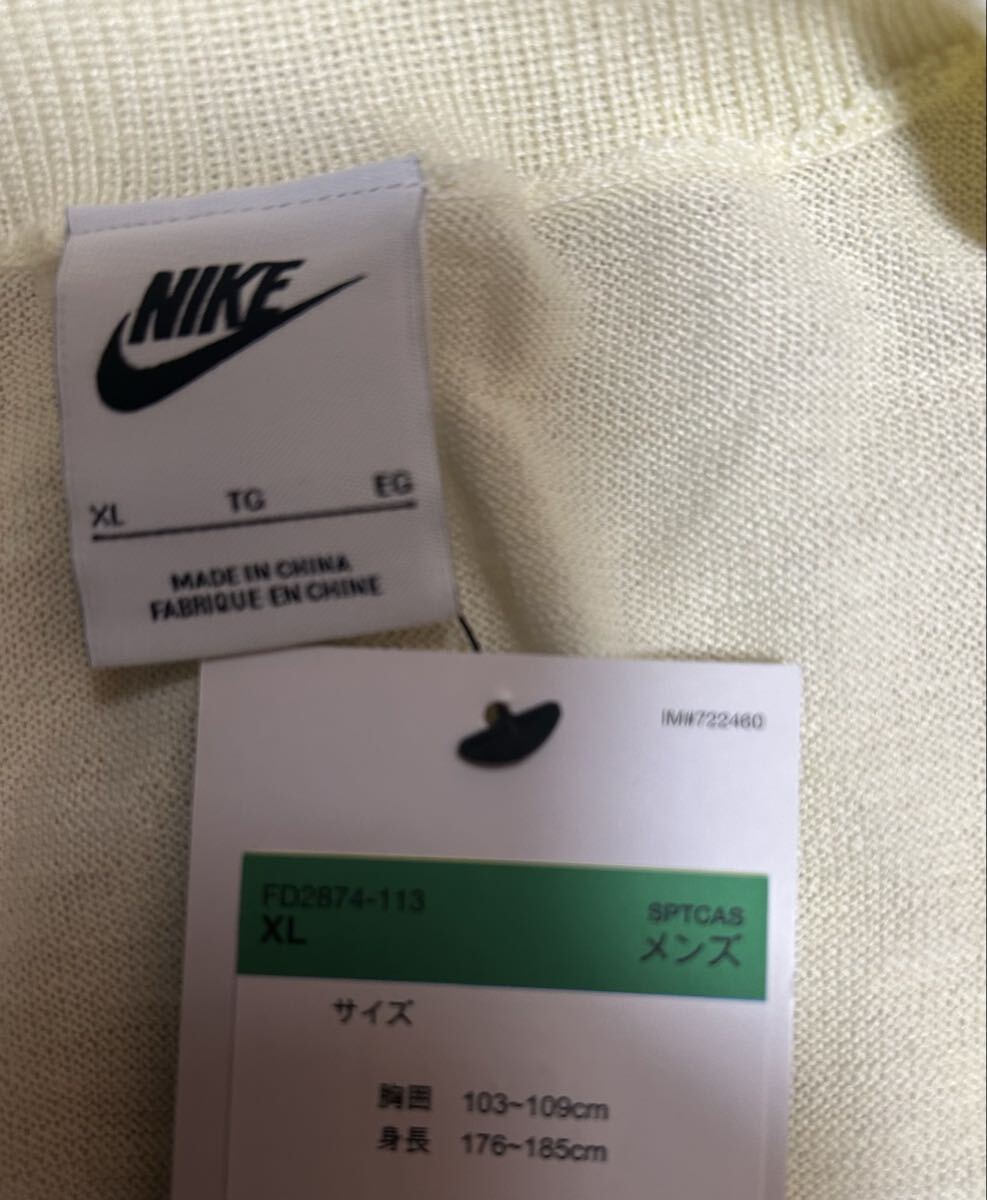 NIKE
XL TG EG
MADE IN CHINA
FABRIQUE EN CHINE
IM#722460
FD2874-113
XL
SPTCAS
メンズ
サイズ
胸囲 103~109cm
身長 176~185cm